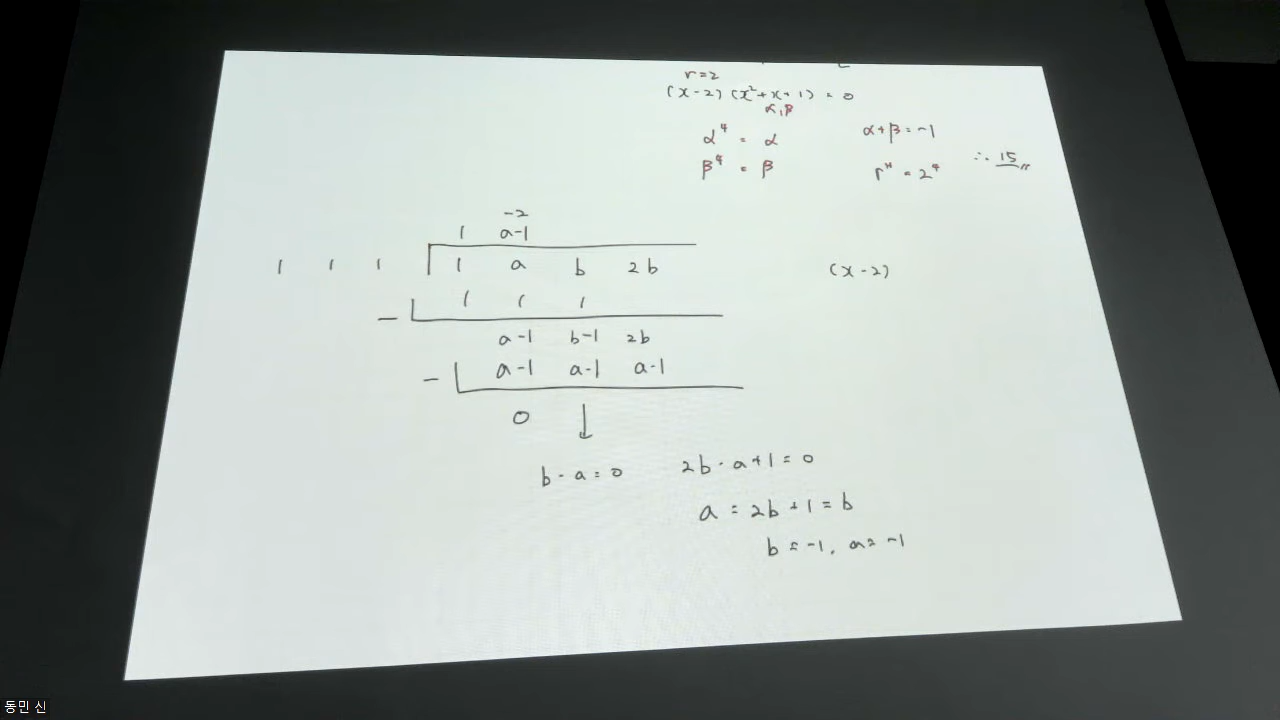 r=2
(x-2)(x²+x+1)=0
α,β
α⁴ = α α+β=-1
β⁴ = β r⁴ = 2⁴ ∴ 15
-2
1 a-1
1 1 1 1 a b 2b (x-2)
- 1 1 1
a-1 b-1 2b
- a-1 a-1 a-1
0 ↓
b-a=0 2b-a+1=0
a = 2b+1=b
b=-1, a=-1
동민 신